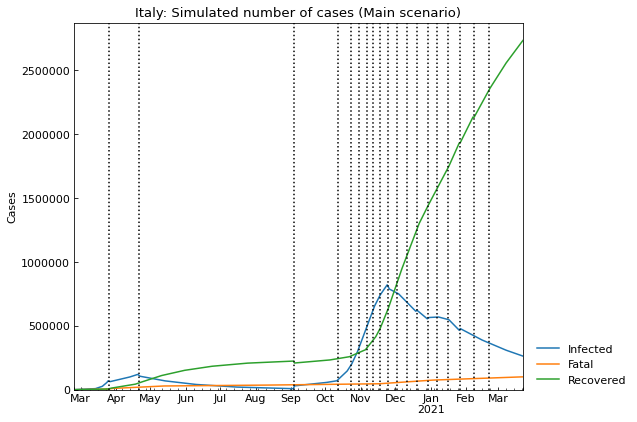 Italy: Simulated number of cases (Main scenario)
Cases
2500000
2000000
1500000
1000000
500000
0
Mar Apr May Jun Jul Aug Sep Oct Nov Dec Jan Feb Mar
2021
Infected
Fatal
Recovered